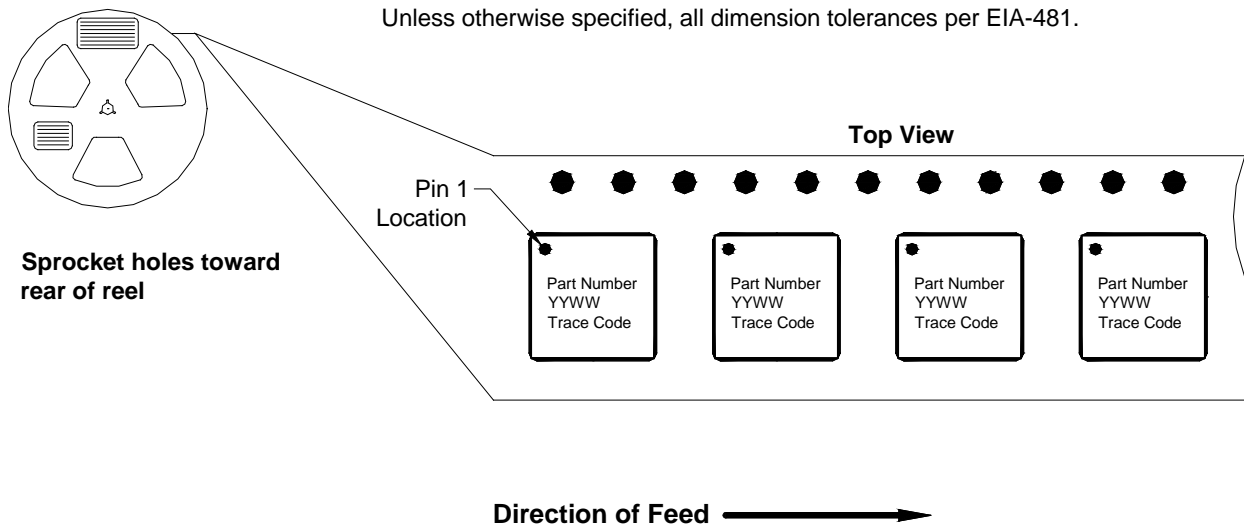 Unless otherwise specified, all dimension tolerances per EIA-481.
Top View
Pin 1
Location
Sprocket holes toward
rear of reel
Part Number
YYWW
Trace Code
Part Number
YYWW
Trace Code
Part Number
YYWW
Trace Code
Part Number
YYWW
Trace Code
Direction of Feed